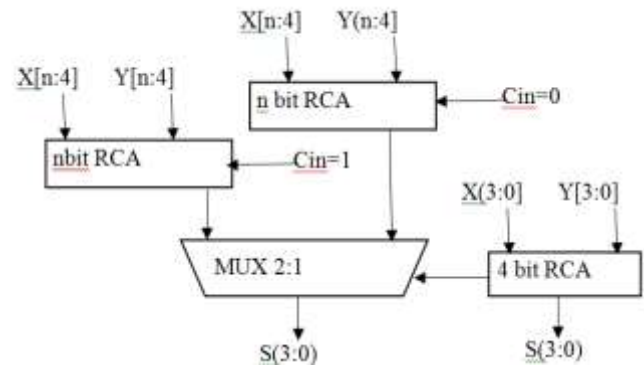 X[n:4] Y(n:4]
X[n:4] Y[n:4]
n bit RCA
Cin=0
nbit RCA
Cin=1
X(3:0] Y[3:0]
MUX 2:1
4 bit RCA
S(3:0)
S(3:0)